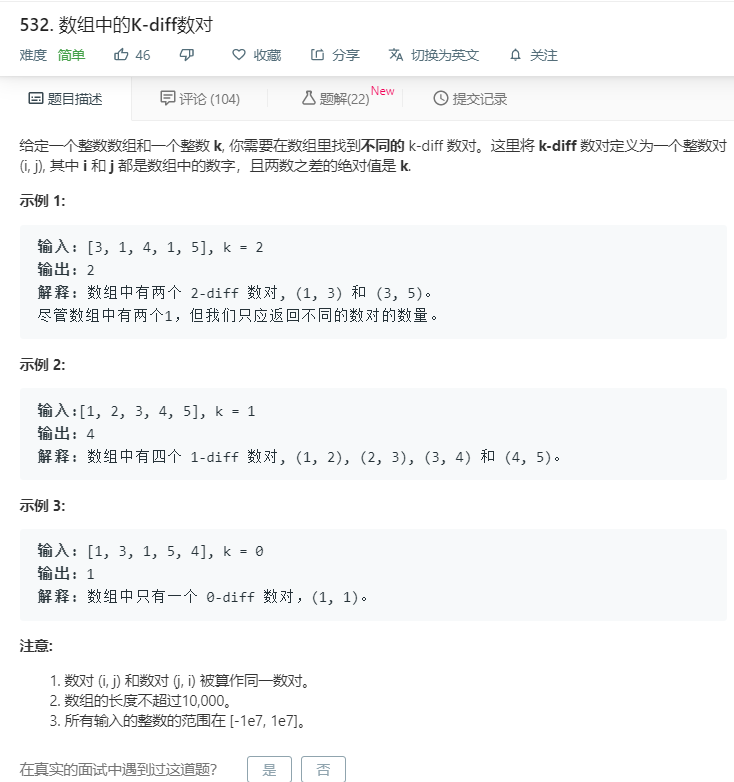 532. 数组中的K-diff数对
难度 简单 46 收藏 分享 切换为英文 关注
题目描述 评论 (104) 题解(22) New 提交记录
给定一个整数数组和一个整数 k, 你需要在数组里找到不同的 k-diff 数对。这里将 k-diff 数对定义为一个整数对
(i, j), 其中 i 和 j 都是数组中的数字，且两数之差的绝对值是 k.
示例 1:
输入: [3, 1, 4, 1, 5], k = 2
输出: 2
解释: 数组中有两个 2-diff 数对, (1, 3) 和 (3, 5)。
尽管数组中有两个1，但我们只应返回不同的数对的数量。
示例 2:
输入:[1, 2, 3, 4, 5], k = 1
输出: 4
解释: 数组中有四个 1-diff 数对, (1, 2), (2, 3), (3, 4) 和 (4, 5)。
示例 3:
输入: [1, 3, 1, 5, 4], k = 0
输出: 1
解释: 数组中只有一个 0-diff 数对，(1, 1)。
注意:
1. 数对 (i, j) 和数对 (j, i) 被算作同一数对。
2. 数组的长度不超过10,000。
3. 所有输入的整数的范围在 [-1e7, 1e7]。
在真实的面试中遇到过这道题? 是 否